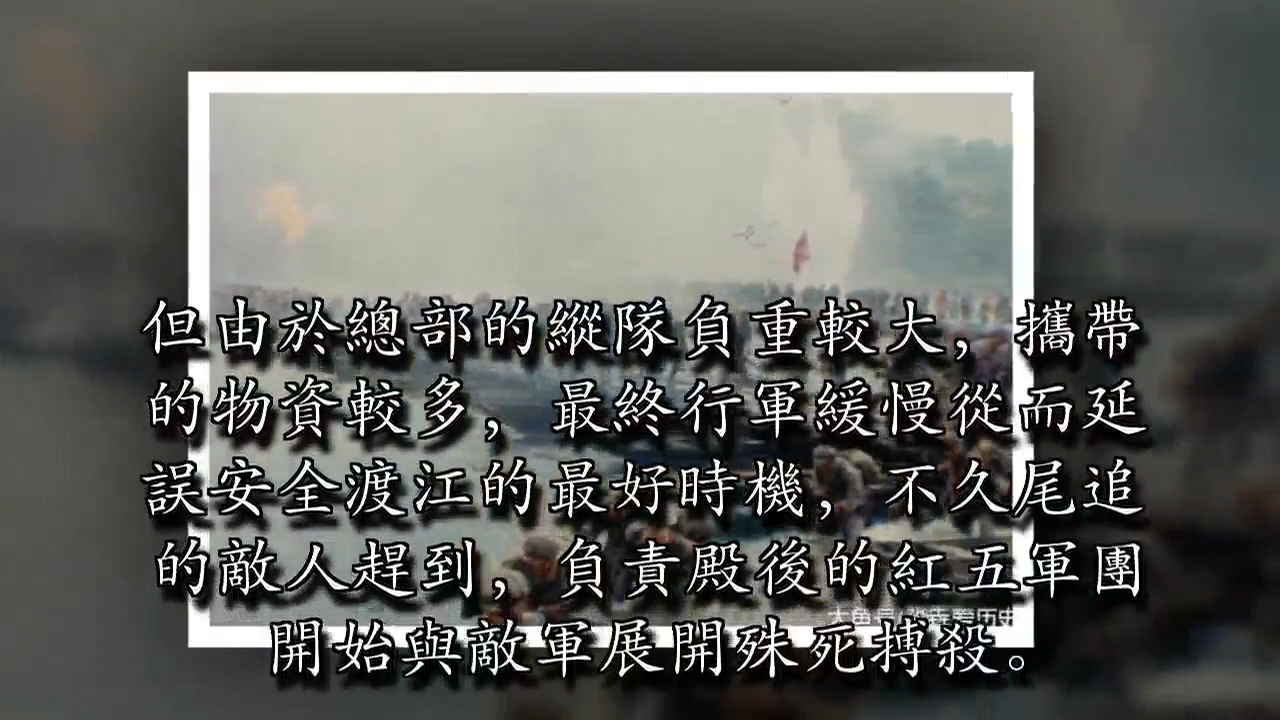 但由於總部的縱隊負重較大，攜帶
的物資較多，最終行軍緩慢從而延
誤安全渡江的最好時機，不久尾追
的敵人趕到，負責殿後的紅五軍團
開始與敵軍展開殊死搏殺。